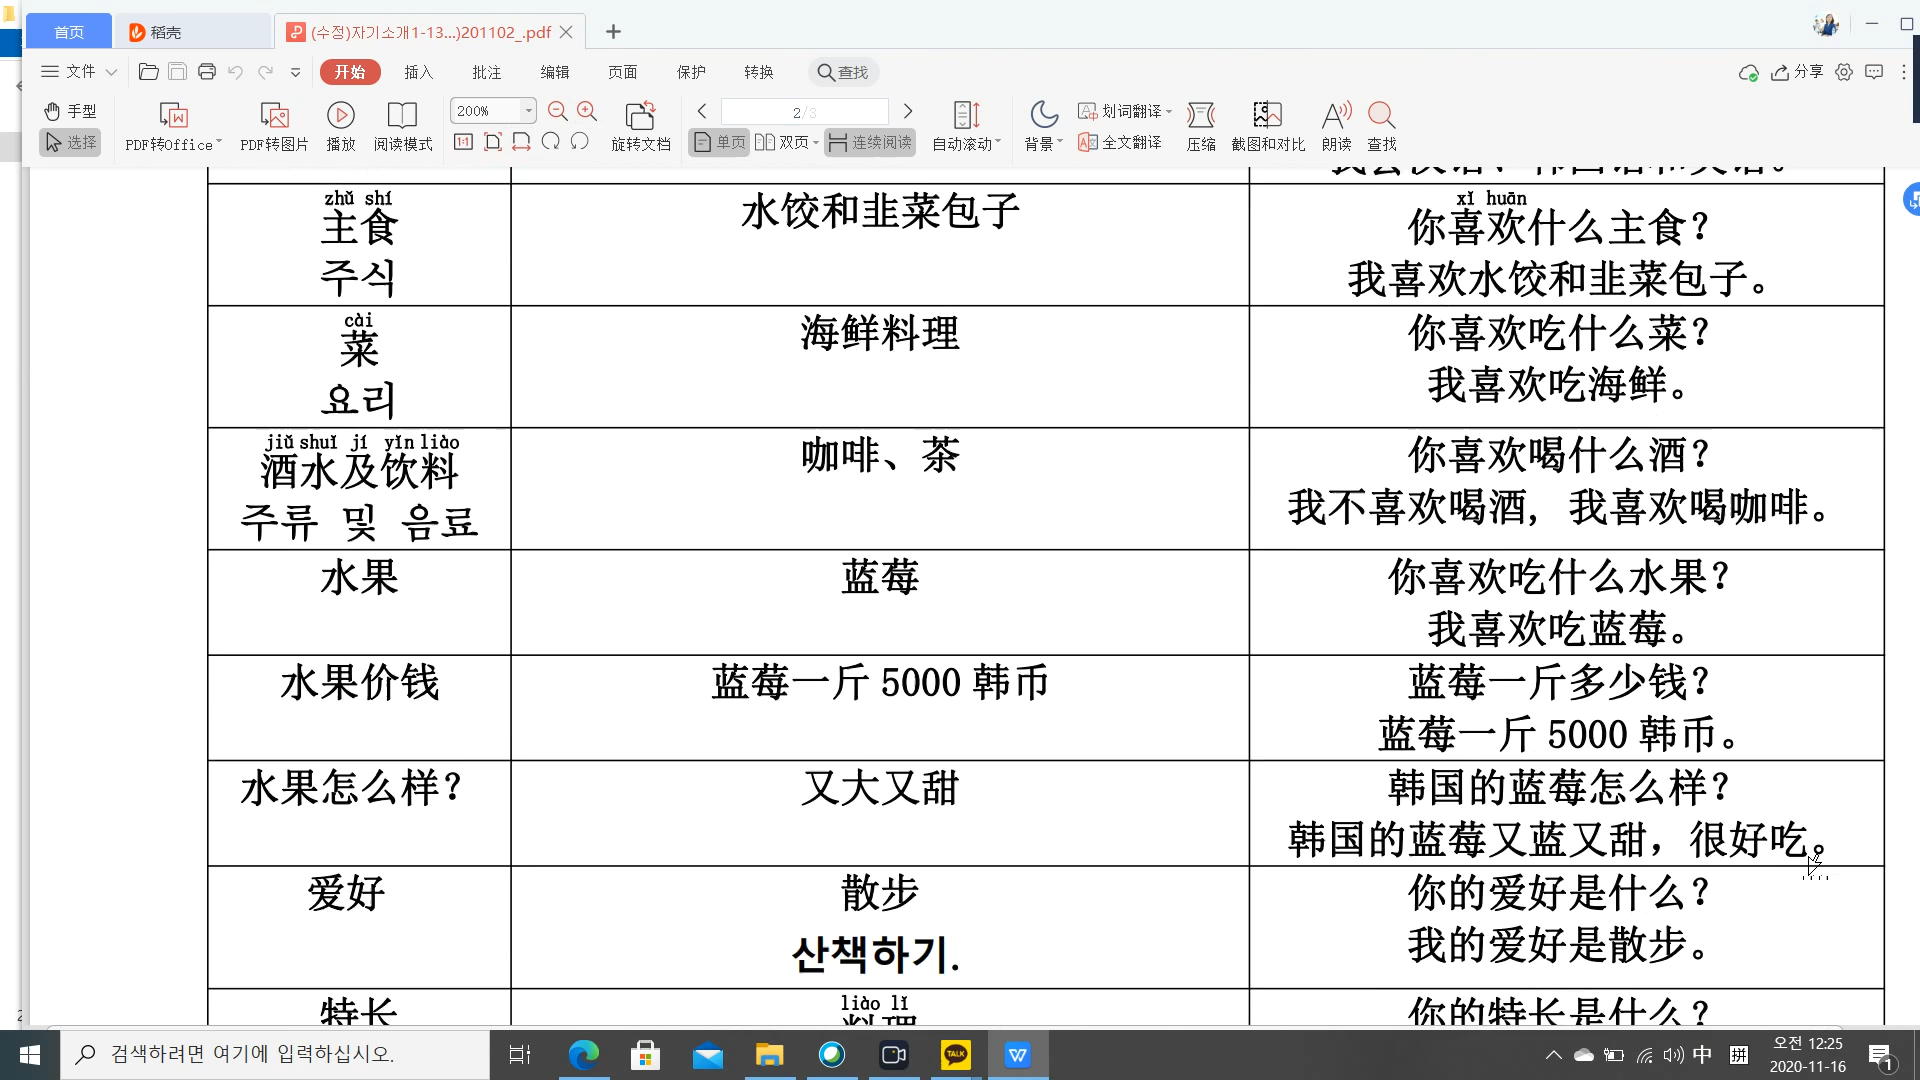 首页
稻壳
(수정)자기소개1-13...)201102_.pdf
文件
开始
插入
批注
编辑
页面
保护
转换
查找
分享
手型
选择
PDF转Office
PDF转图片
播放
阅读模式
200%
旋转文档
2/3
单页
双页
连续阅读
自动滚动
背景
划词翻译
全文翻译
压缩
截图和对比
朗读
查找
zhǔ shí
主食
주식
水饺和韭菜包子
xǐ huān
你喜欢什么主食？
我喜欢水饺和韭菜包子。
cài
菜
요리
海鲜料理
你喜欢吃什么菜？
我喜欢吃海鲜。
jiǔ shuǐ jí yǐn liào
酒水及饮料
주류 및 음료
咖啡、茶
你喜欢喝什么酒？
我不喜欢喝酒, 我喜欢喝咖啡。
水果
蓝莓
你喜欢吃什么水果？
我喜欢吃蓝莓。
水果价钱
蓝莓一斤 5000 韩币
蓝莓一斤多少钱？
蓝莓一斤 5000 韩币。
水果怎么样？
又大又甜
韩国的蓝莓怎么样？
韩国的蓝莓又蓝又甜，很好吃。
爱好
散步
산책하기.
你的爱好是什么？
我的爱好是散步。
特长
liào lǐ
料理
你的特长是什么？
검색하려면 여기에 입력하십시오.
TALK
中
拼
오전 12:25
2020-11-16
1